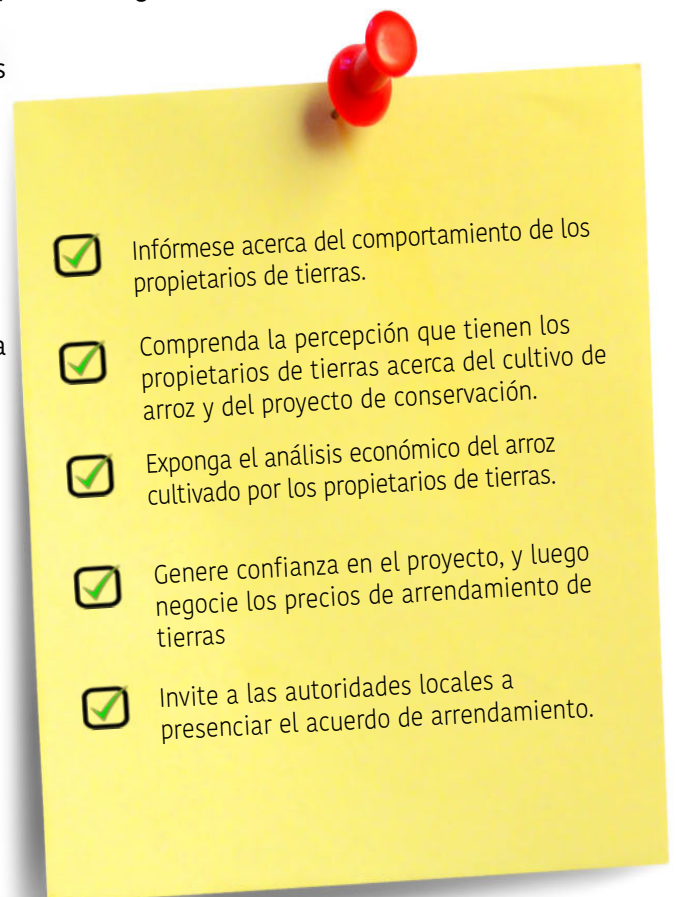 s
a
Infórmese acerca del comportamiento de los
propietarios de tierras.
Comprenda la percepción que tienen los
propietarios de tierras acerca del cultivo de
arroz y del proyecto de conservación.
Exponga el análisis económico del arroz
cultivado por los propietarios de tierras.
Genere confianza en el proyecto, y luego
negocie los precios de arrendamiento de
tierras
Invite a las autoridades locales a
presenciar el acuerdo de arrendamiento.